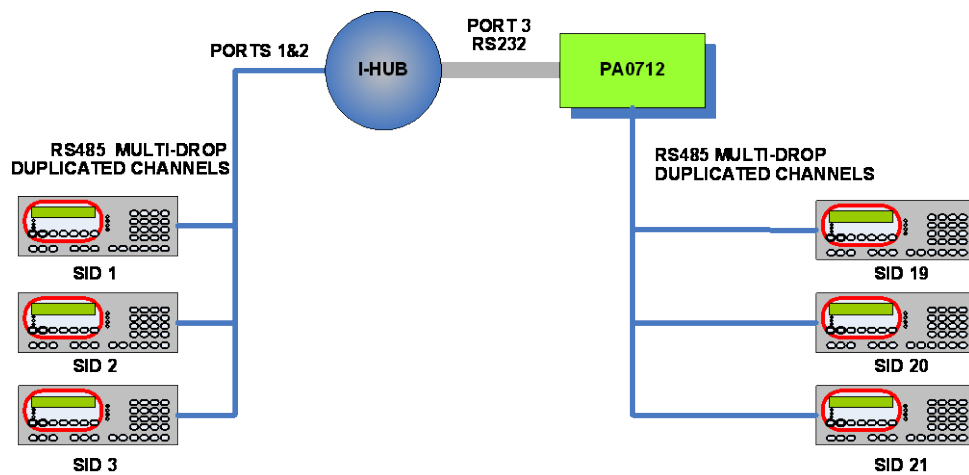 PORTS 1&2
I-HUB
PORT 3
RS232
PA0712
RS485 MULTI-DROP
DUPLICATED CHANNELS
SID 1
SID 2
SID 3
RS485 MULTI-DROP
DUPLICATED CHANNELS
SID 19
SID 20
SID 21